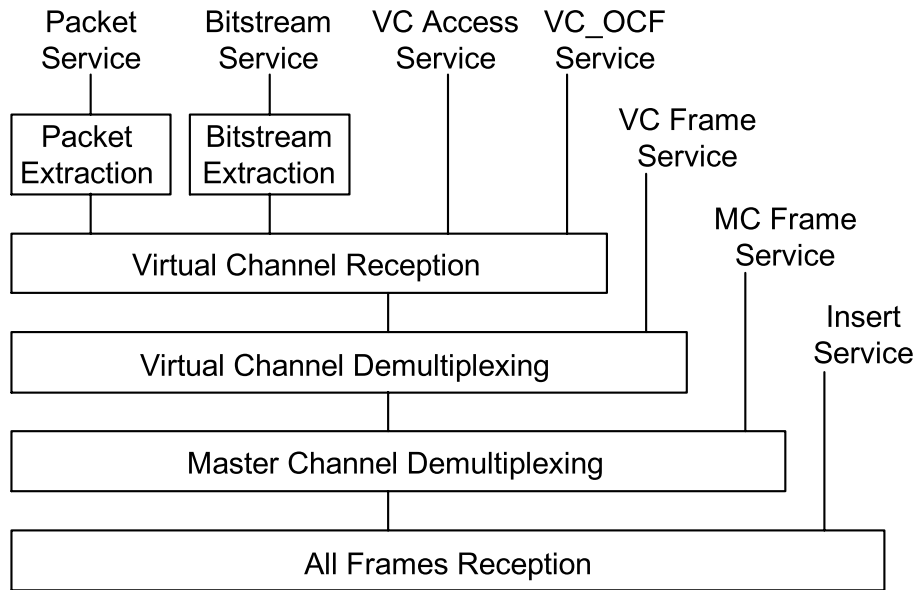 Packet
Service
Bitstream
Service
VC Access
Service
VC_OCF
Service
Packet
Extraction
Bitstream
Extraction
VC Frame
Service
MC Frame
Service
Virtual Channel Reception
Insert
Service
Virtual Channel Demultiplexing
Master Channel Demultiplexing
All Frames Reception